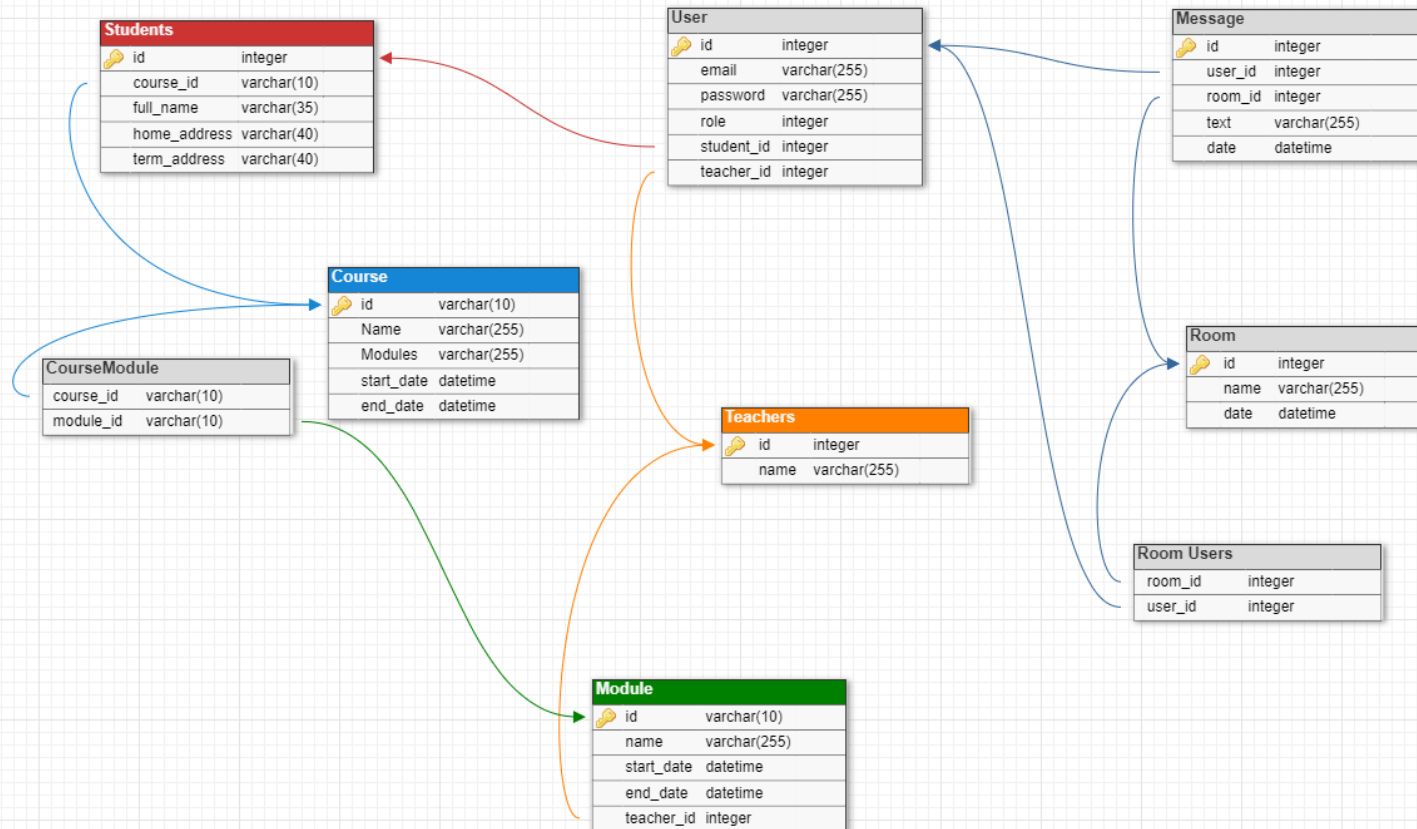 Students
id integer
course_id varchar(10)
full_name varchar(35)
home_address varchar(40)
term_address varchar(40)
User
id integer
email varchar(255)
password varchar(255)
role integer
student_id integer
teacher_id integer
Message
id integer
user_id integer
room_id integer
text varchar(255)
date datetime
Course
id varchar(10)
Name varchar(255)
Modules varchar(255)
start_date datetime
end_date datetime
CourseModule
course_id varchar(10)
module_id varchar(10)
Teachers
id integer
name varchar(255)
Room
id integer
name varchar(255)
date datetime
Room Users
room_id integer
user_id integer
Module
id varchar(10)
name varchar(255)
start_date datetime
end_date datetime
teacher_id integer